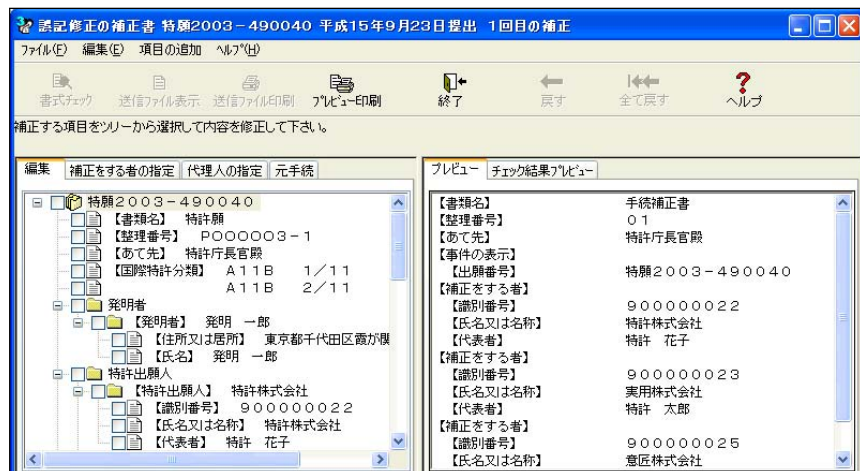 誤記修正の補正書 特願2003－490040 平成15年9月23日提出 1回目の補正
ﾌｧｲﾙ(F) 編集(E) 項目の追加 ﾍﾙﾌﾟ(H)
書式ﾁｪｯｸ 送信ﾌｧｲﾙ表示 送信ﾌｧｲﾙ印刷 ﾌﾟﾚﾋﾞｭｰ印刷 終了 戻す 全て戻す ヘルプ
補正する項目をﾂﾘｰから選択して内容を修正して下さい。
編集 補正をする者の指定 代理人の指定 元手続
特願２００３－４９００４０
【書類名】 特許願
【整理番号】 Ｐ０００００３－１
【あて先】 特許庁長官殿
【国際特許分類】 Ａ１１Ｂ １／１１
Ａ１１Ｂ ２／１１
発明者
【発明者】 発明 一郎
【住所又は居所】 東京都千代田区霞が関
【氏名】 発明 一郎
特許出願人
【特許出願人】 特許株式会社
【識別番号】 ９０００００００２２
【氏名又は名称】 特許株式会社
【代表者】 特許 花子
プレビュー ﾁｪｯｸ結果ﾌﾟﾚﾋﾞｭｰ
【書類名】 手続補正書
【整理番号】 ０１
【あて先】 特許庁長官殿
【事件の表示】
【出願番号】 特願２００３－４９００４０
【補正をする者】
【識別番号】 ９０００００００２２
【氏名又は名称】 特許株式会社
【代表者】 特許 花子
【補正をする者】
【識別番号】 ９０００００００２３
【氏名又は名称】 実用株式会社
【代表者】 特許 太郎
【補正をする者】
【識別番号】 ９０００００００２５
【氏名又は名称】 意匠株式会社